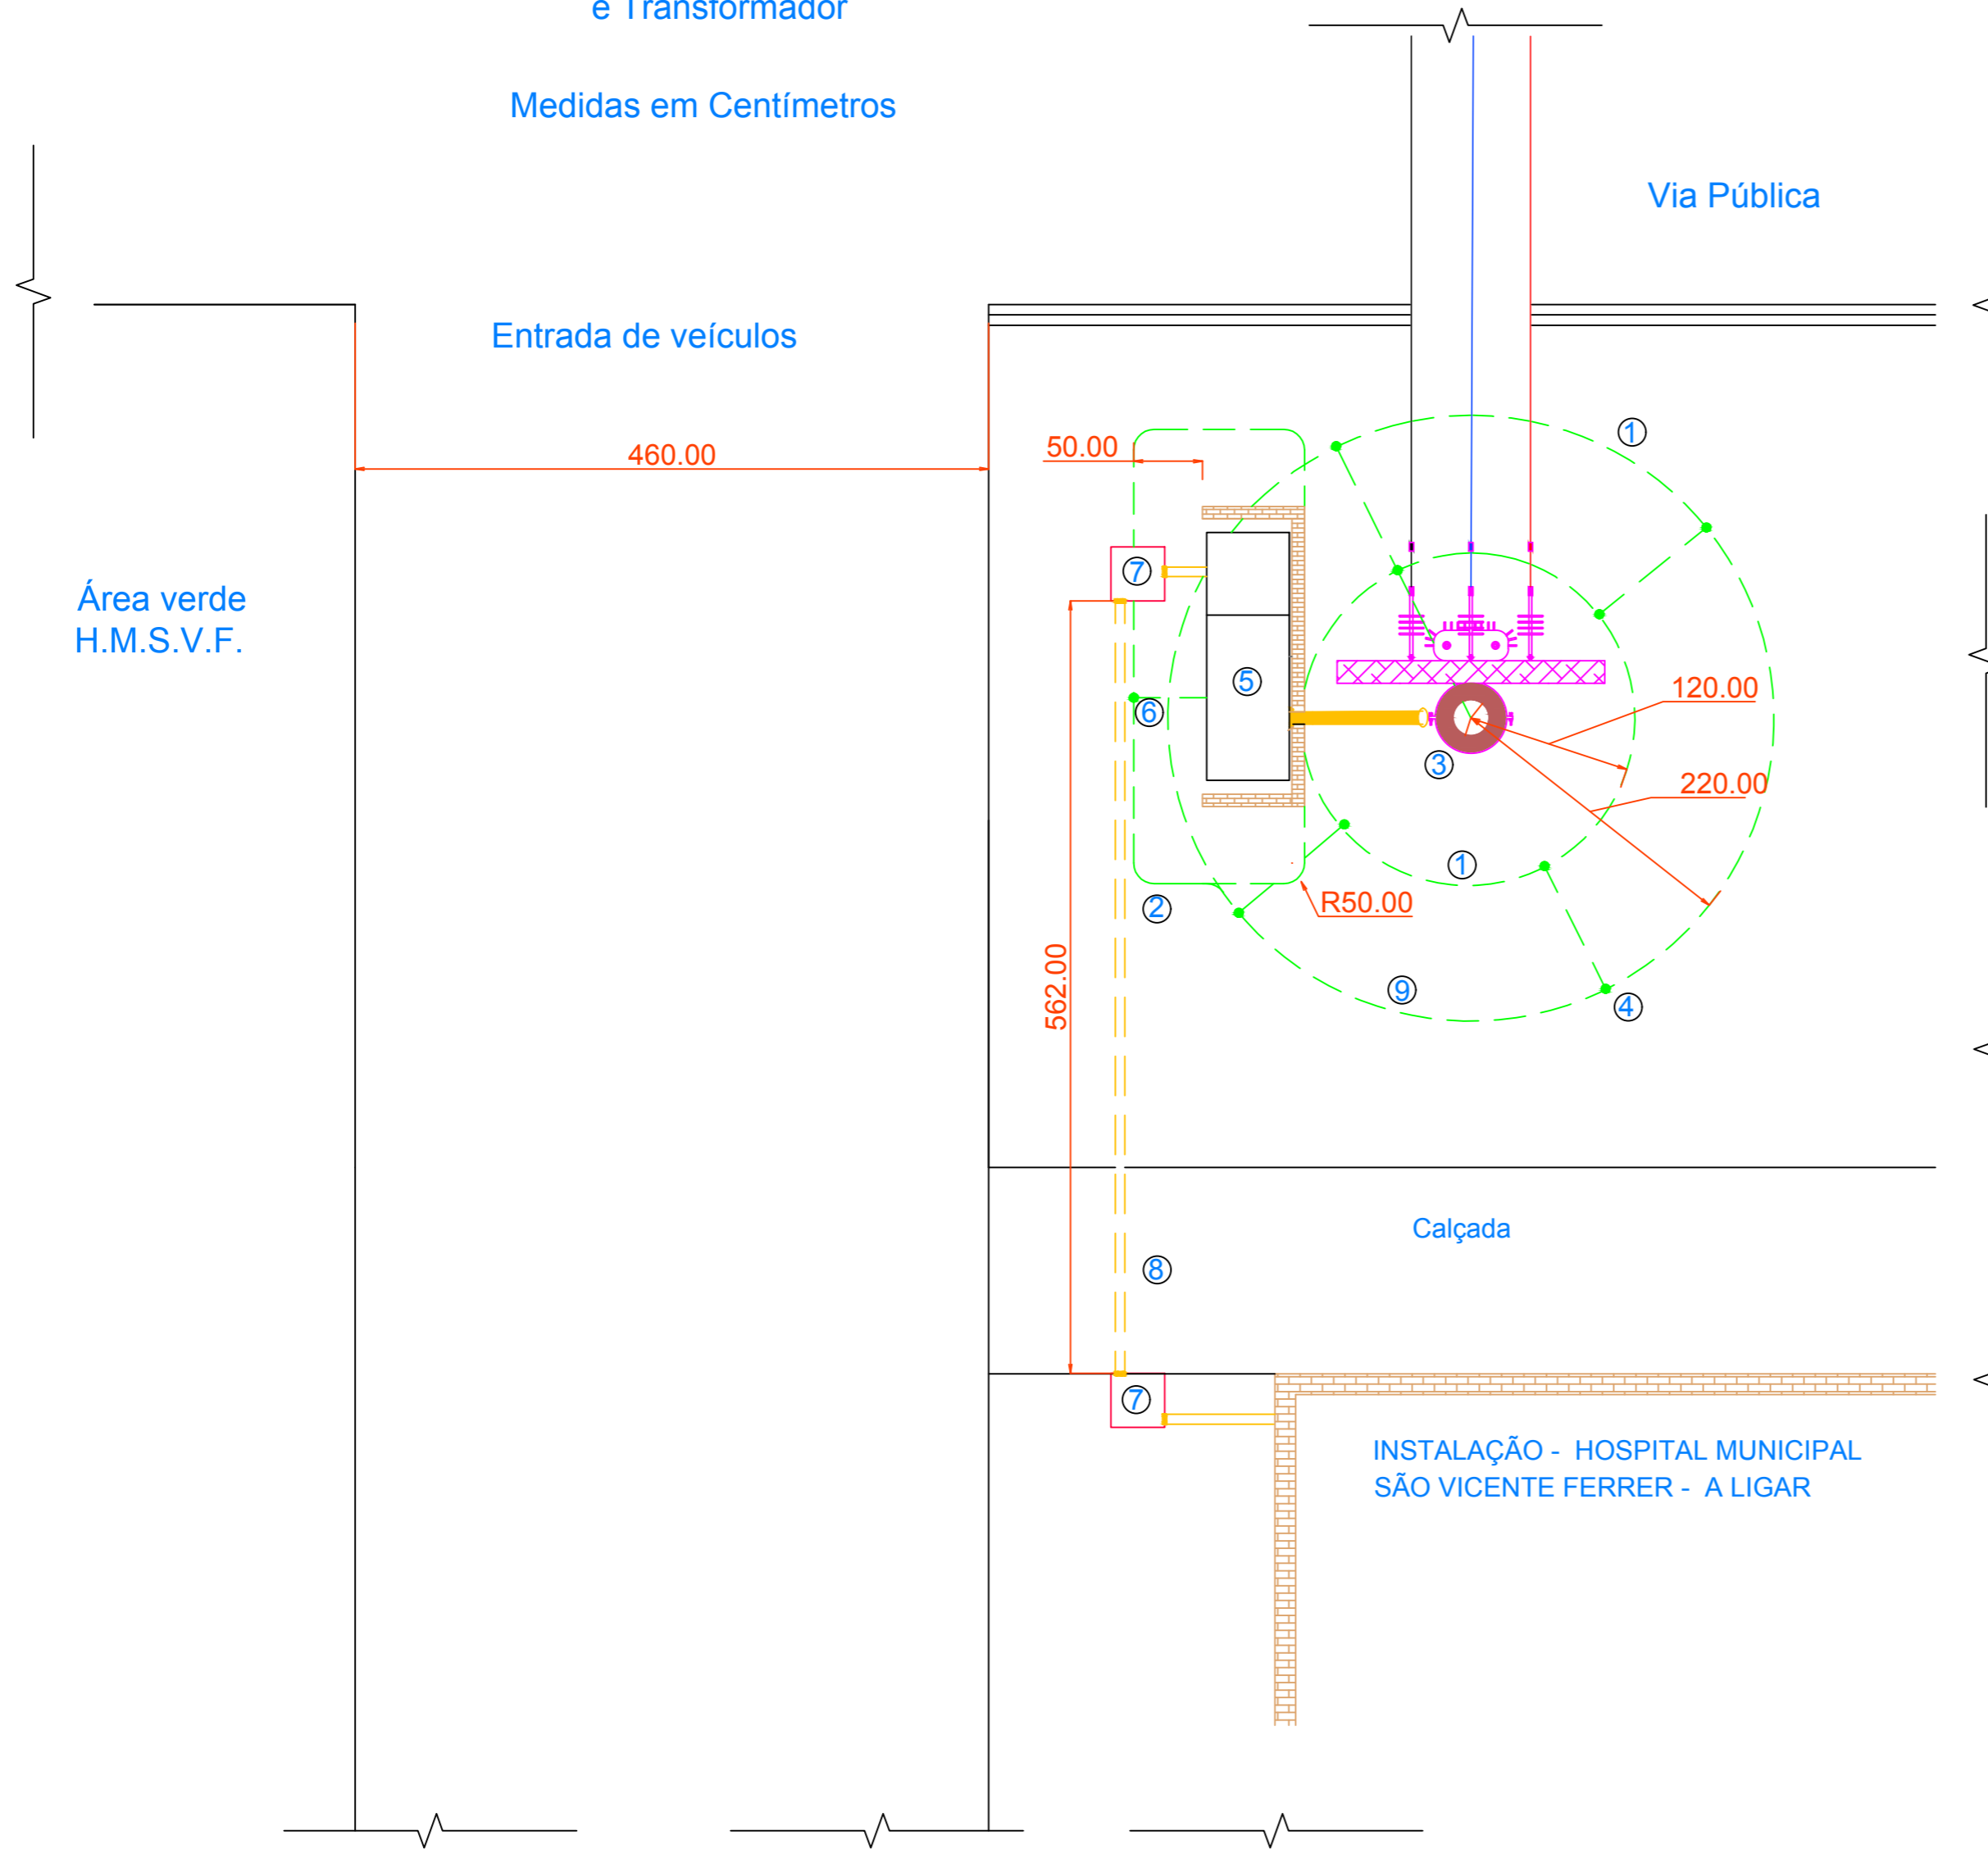 e Transformador
Medidas em Centímetros
Via Pública
Entrada de veículos
1
460.00
50.00
7
Área verde
H.M.S.V.F.
5
120.00
6
3
220.00
1
R50.00
2
562.00
9
4
Calçada
8
7
INSTALAÇÃO - HOSPITAL MUNICIPAL
SÃO VICENTE FERRER - A LIGAR